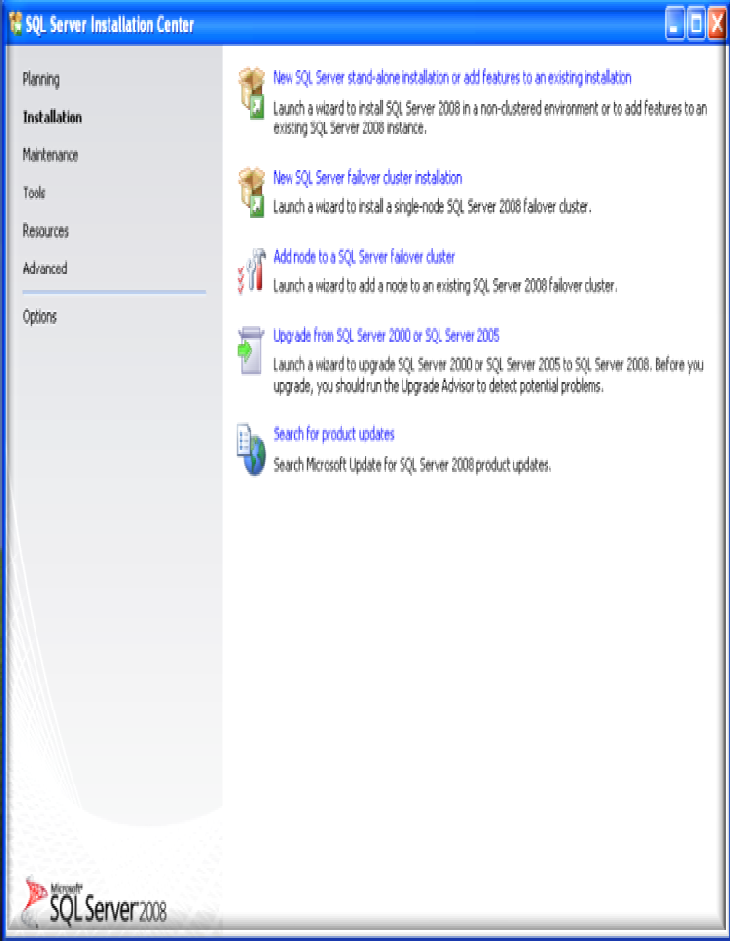 SQL Server Installation Center
Planning
Installation
Maintenance
Tools
Resources
Advanced
Options
New SQL Server stand-alone installation or add features to an existing installation
Launch a wizard to install SQL Server 2008 in a non-clustered environment or to add features to an
existing SQL Server 2008 instance.
New SQL Server failover cluster installation
Launch a wizard to install a single-node SQL Server 2008 failover cluster.
Add node to a SQL Server failover cluster
Launch a wizard to add a node to an existing SQL Server 2008 failover cluster.
Upgrade from SQL Server 2000 or SQL Server 2005
Launch a wizard to upgrade SQL Server 2000 or SQL Server 2005 to SQL Server 2008. Before you
upgrade, you should run the Upgrade Advisor to detect potential problems.
Search for product updates
Search Microsoft Update for SQL Server 2008 product updates.
Microsoft®
SQL Server 2008